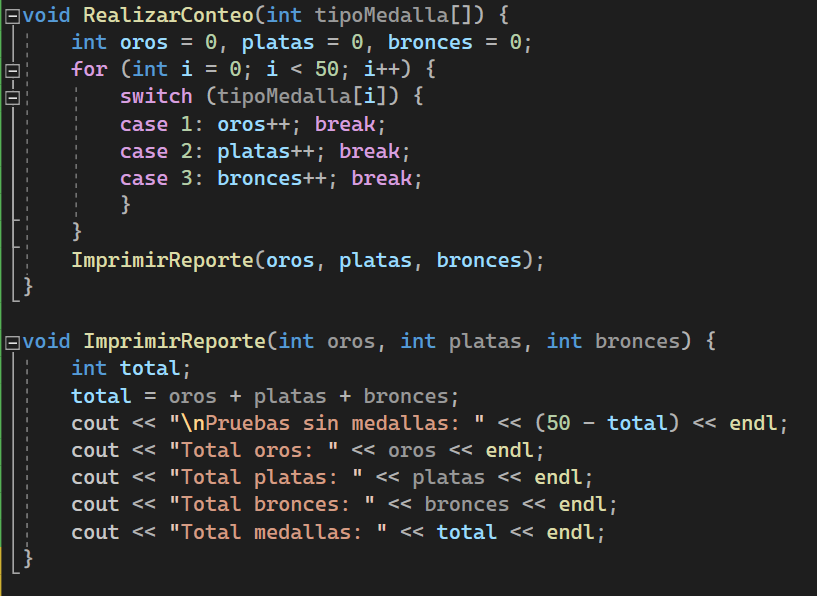 void RealizarConteo(int tipoMedalla[]) {
int oros = 0, platas = 0, bronces = 0;
for (int i = 0; i < 50; i++) {
switch (tipoMedalla[i]) {
case 1: oros++; break;
case 2: platas++; break;
case 3: bronces++; break;
}
}
ImprimirReporte(oros, platas, bronces);
}
void ImprimirReporte(int oros, int platas, int bronces) {
int total;
total = oros + platas + bronces;
cout << "\nPruebas sin medallas: " << (50 - total) << endl;
cout << "Total oros: " << oros << endl;
cout << "Total platas: " << platas << endl;
cout << "Total bronces: " << bronces << endl;
cout << "Total medallas: " << total << endl;
}